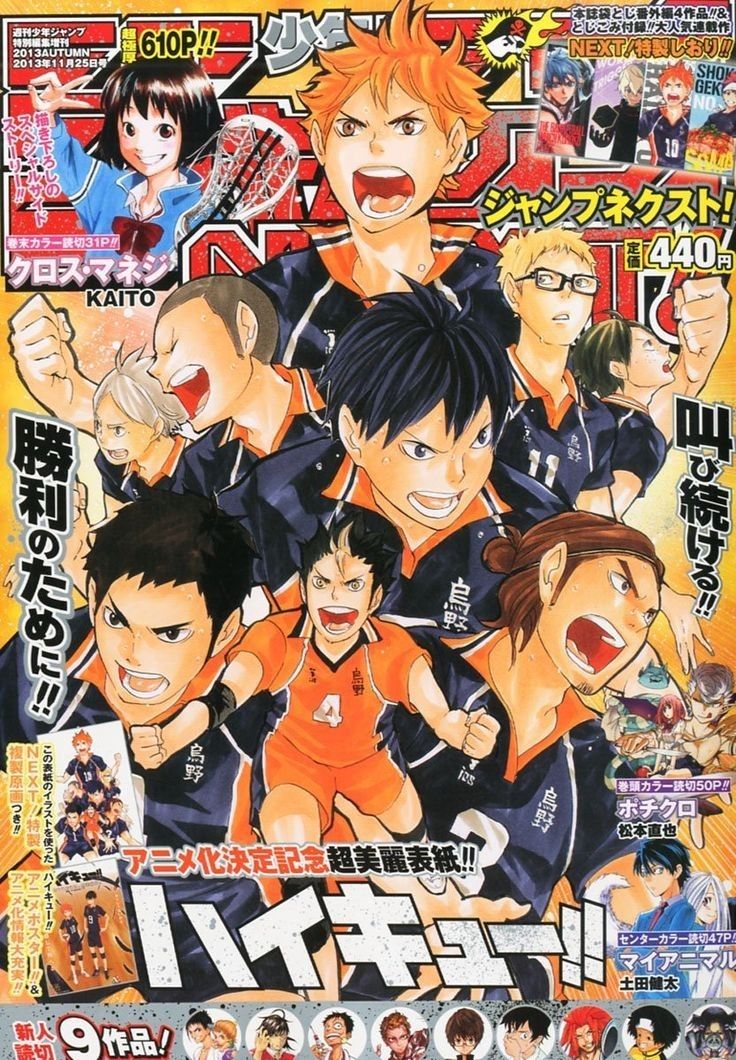 週刊少年ジャンプ
特別編集増刊
2013AUTUMN
2013年11月25日号
超極厚
610P!!
少年
本誌袋とじ番外編4作品!!&
とじこみ付録!!大人気連載作
NEXT!特製しおり!!
描き下ろしの
スペシャルサイド
ストーリー!!
巻末カラー読切31P!!
クロス・マネジ
KAITO
ジャンプネクスト!
定価
440円
叫び続ける!!
勝利のために!!
11
烏野
烏野
烏野
4
烏野
烏野
この表紙のイラストを使った
NEXT!特製
複製原画つき!!
巻頭カラー読切50P!!
ポチクロ
松本直也
アニメ化決定記念超美麗表紙!!
ハイキュー!!
ハイキュー!!
アニメポスター!!&
アニメ化情報大充実!!
センターカラー読切47P!!
マイアニマル
土田健太
新人
読切
9作品!